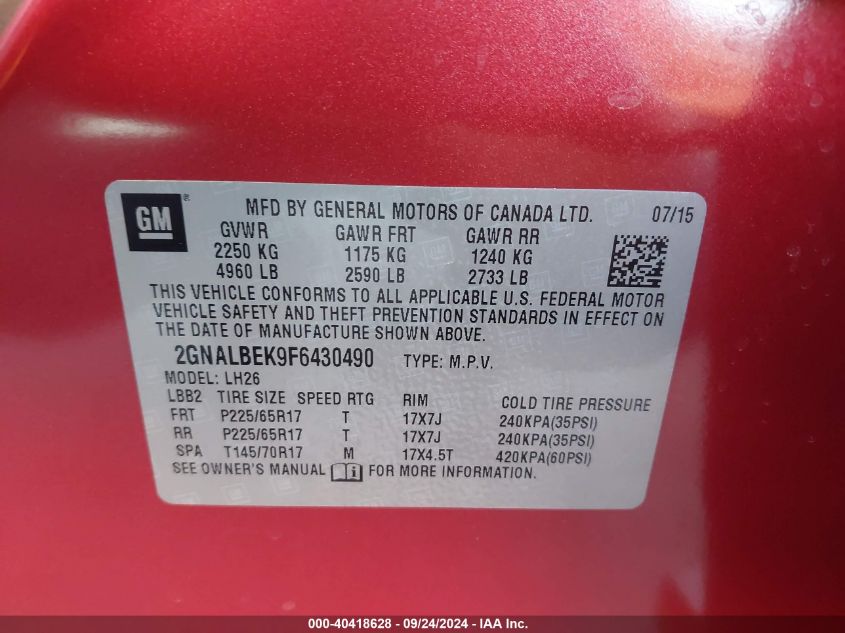 GM ® MFD BY GENERAL MOTORS OF CANADA LTD. 07/15
GVWR GAWR FRT GAWR RR
2250 KG 1175 KG 1240 KG
4960 LB 2590 LB 2733 LB
THIS VEHICLE CONFORMS TO ALL APPLICABLE U.S. FEDERAL MOTOR
VEHICLE SAFETY AND THEFT PREVENTION STANDARDS IN EFFECT ON
THE DATE OF MANUFACTURE SHOWN ABOVE.
2GNALBEK9F6430490 TYPE: M.P.V.
MODEL: LH26
LBB2 TIRE SIZE SPEED RTG RIM COLD TIRE PRESSURE
FRT P225/65R17 T 17X7J 240KPA(35PSI)
RR P225/65R17 T 17X7J 240KPA(35PSI)
SPA T145/70R17 M 17X4.5T 420KPA(60PSI)
SEE OWNER'S MANUAL i FOR MORE INFORMATION.
000-40418628 - 09/24/2024 - IAA Inc.